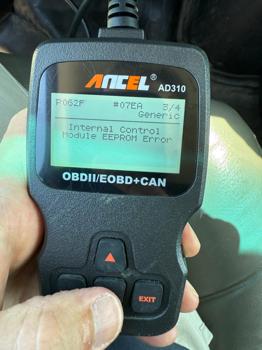 ANCEL®
AD310
P062F #07EA 3/4
Generic
Internal Control
Module EEPROM Error
OBDII/EOBD+CAN
EXIT